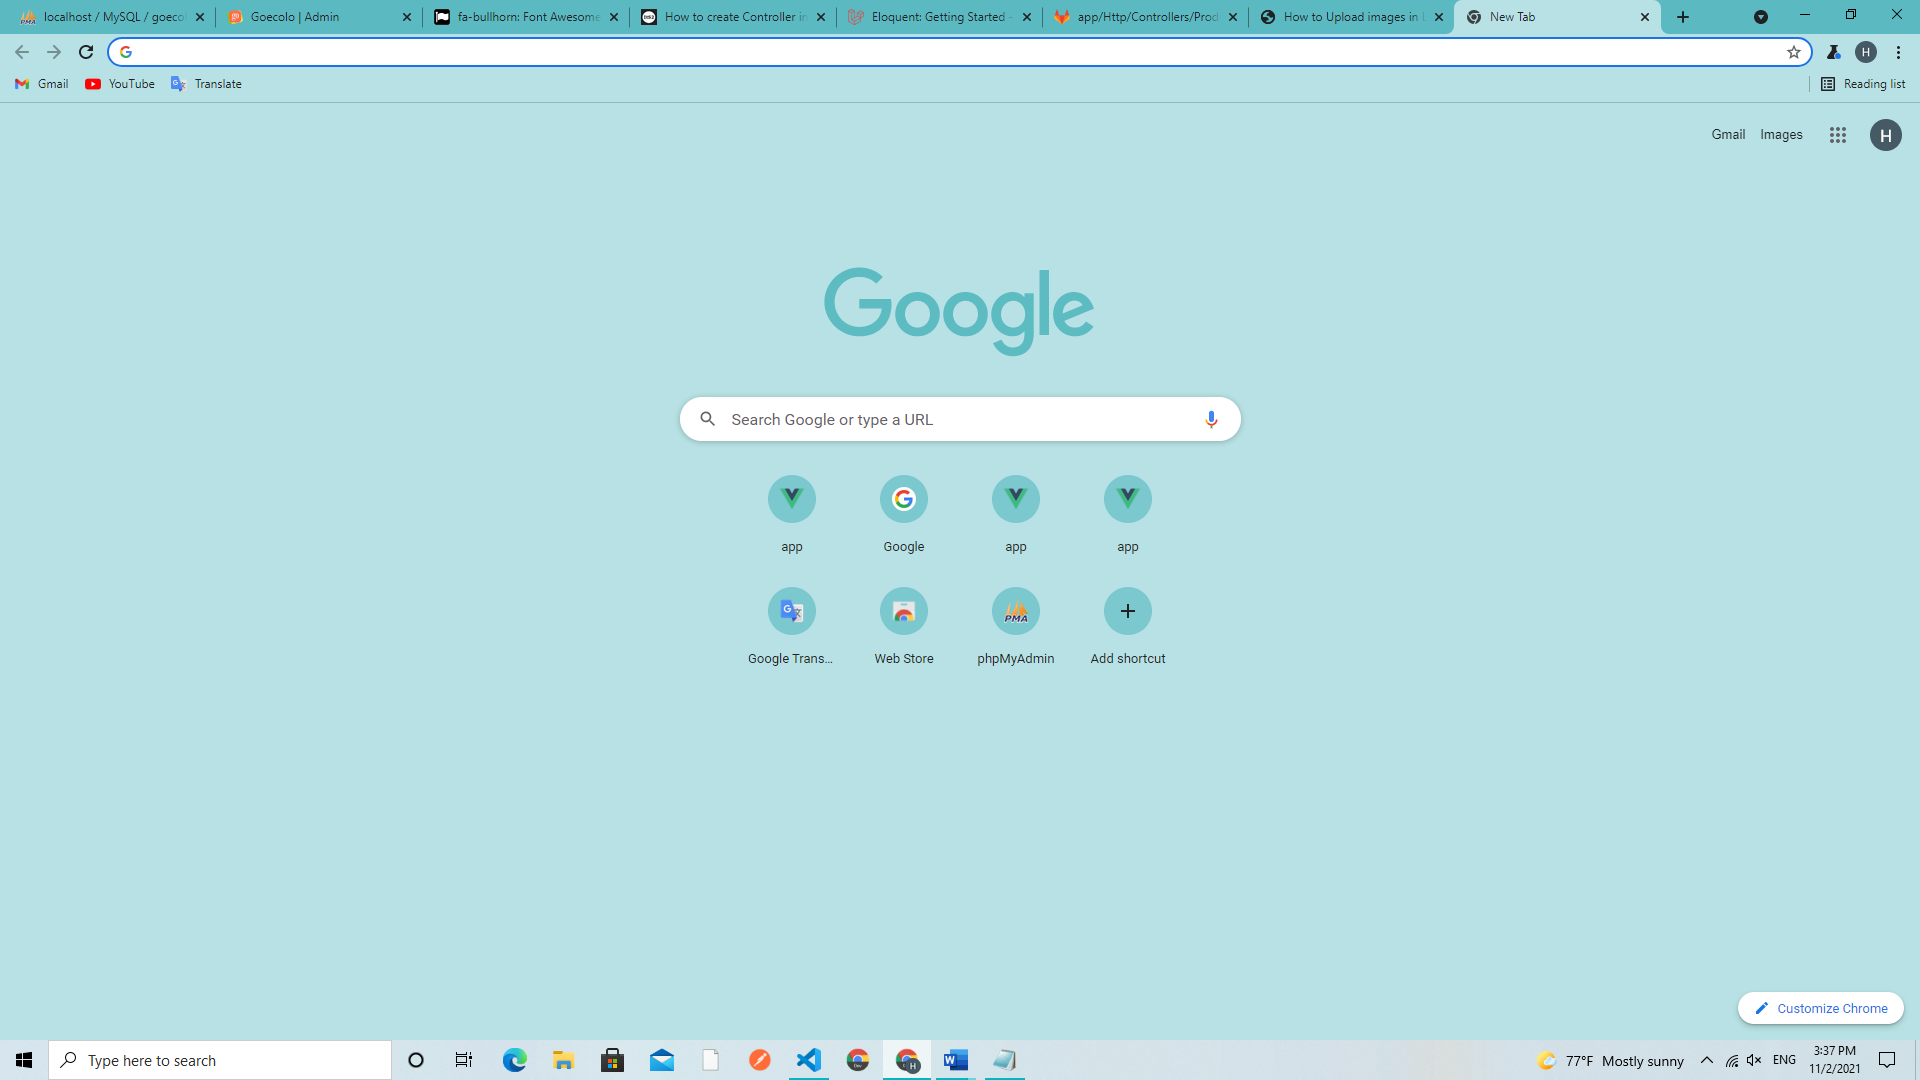 localhost / MySQL / goecol
Goecolo | Admin
fa-bullhorn: Font Awesome
How to create Controller in
Eloquent: Getting Started -
app/Http/Controllers/Prod
How to Upload images in
New Tab
H
Gmail
YouTube
Translate
Reading list
Gmail
Images
H
Google
Search Google or type a URL
app
Google
app
app
PMA
Google Trans...
Web Store
phpMyAdmin
Add shortcut
Customize Chrome
Type here to search
77°F Mostly sunny
ENG
3:37 PM
11/2/2021